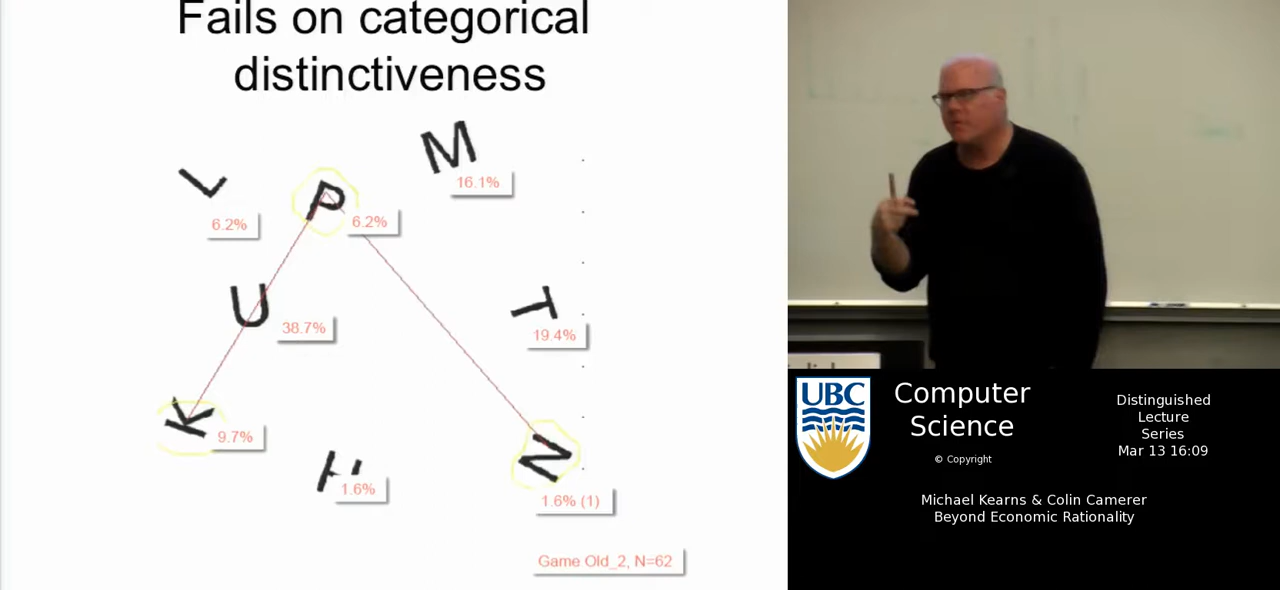 Fails on categorical
distinctiveness
M
16.1%
L
6.2%
P
6.2%
U
38.7%
T
19.4%
K
9.7%
H
1.6%
N
1.6% (1)
Game Old_2, N=62
UBC
Computer
Science
© Copyright
Distinguished
Lecture
Series
Mar 13 16:09
Michael Kearns & Colin Camerer
Beyond Economic Rationality